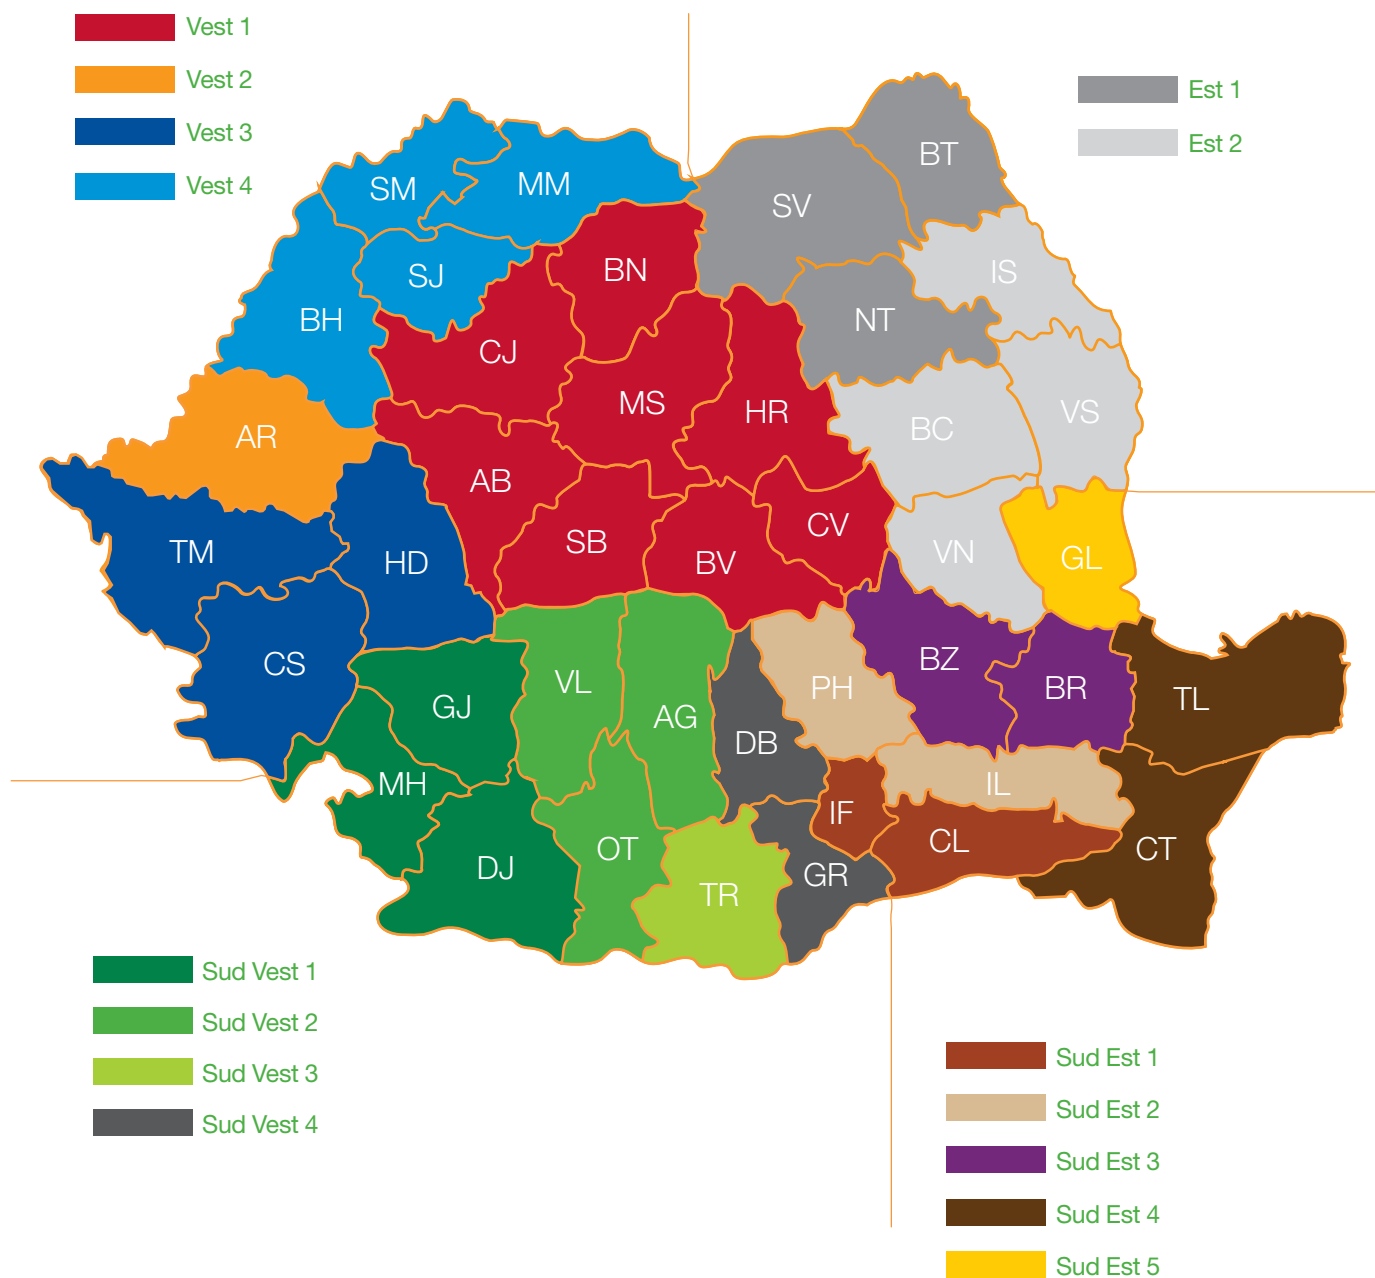 Vest 1
Vest 2
Vest 3
Vest 4
Est 1
Est 2
BT
SM
MM
SV
BN
IS
SJ
BH
NT
CJ
MS
HR
VS
BC
AR
AB
CV
SB
TM
VN
GL
HD
BV
CS
BZ
VL
PH
BR
TL
GJ
AG
DB
MH
IL
IF
CL
OT
CT
DJ
GR
TR
Sud Vest 1
Sud Vest 2
Sud Vest 3
Sud Vest 4
Sud Est 1
Sud Est 2
Sud Est 3
Sud Est 4
Sud Est 5